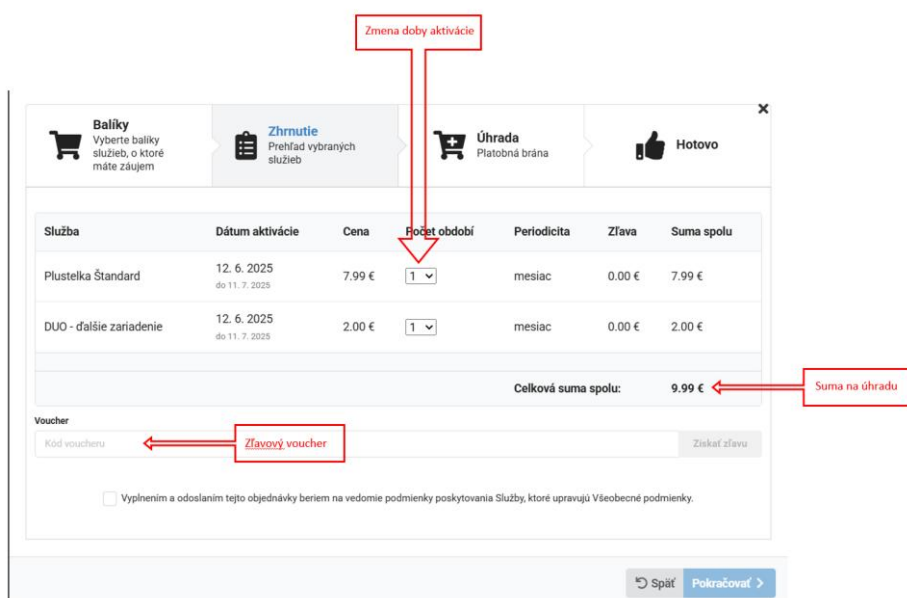 Zmena doby aktivácie
Balíky
Vyberte balíky
služieb, o ktoré
máte záujem
Zhrnutie
Prehľad vybraných
služieb
Úhrada
Platobná brána
Hotovo
Služba Dátum aktivácie Cena Počet období Periodicita Zľava Suma spolu
Plustelka Štandard 12. 6. 2025 7.99 € 1 mesiac 0.00 € 7.99 €
do 11. 7. 2025
DUO - ďalšie zariadenie 12. 6. 2025 2.00 € 1 mesiac 0.00 € 2.00 €
do 11. 7. 2025
Celková suma spolu: 9.99 €
Suma na úhradu
Voucher
Kód voucheru
Zľavový voucher
Získať zľavu
Vyplnením a odoslaním tejto objednávky beriem na vedomie podmienky poskytovania Služby, ktoré upravujú Všeobecné podmienky.
Späť Pokračovať